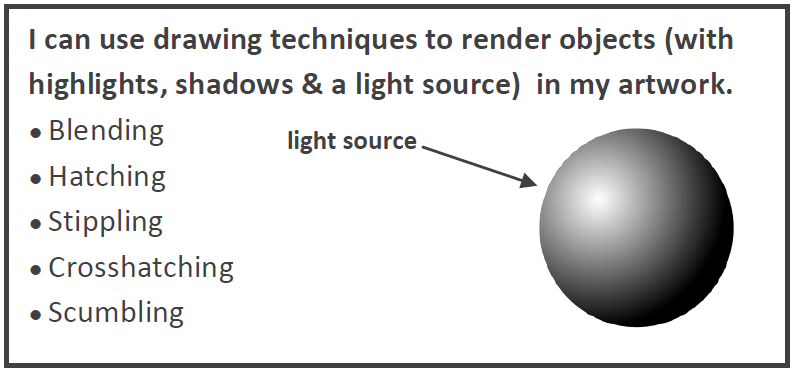 I can use drawing techniques to render objects (with
highlights, shadows & a light source)  in my artwork.
• Blending
light source
• Hatching
• Stippling
• Crosshatching
• Scumbling